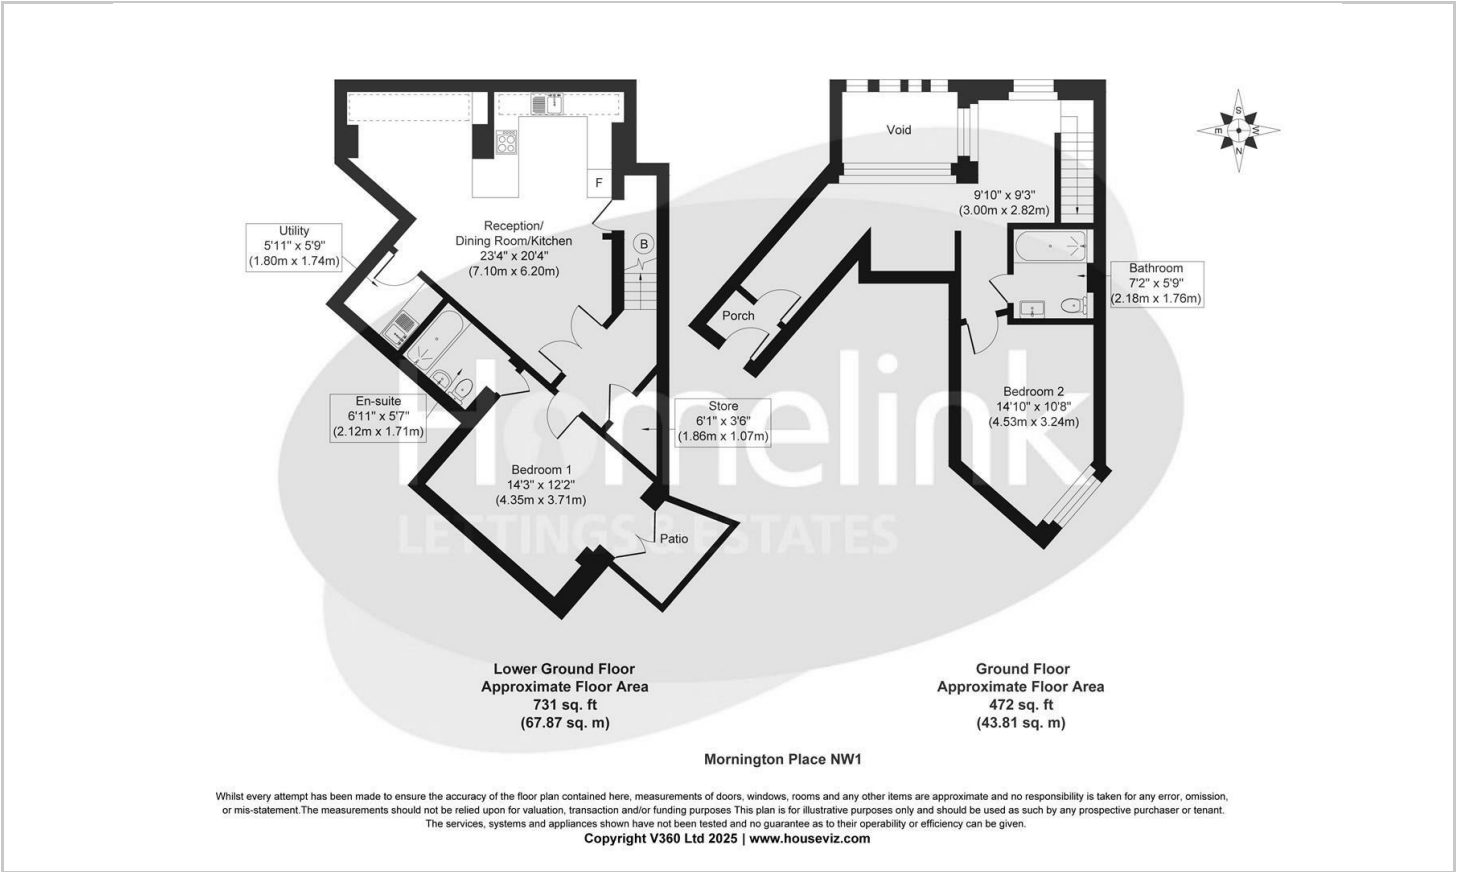 Void
S
E
W
N
F
9'10" x 9'3"
(3.00m x 2.82m)
Utility
5'11" x 5'9"
(1.80m x 1.74m)
Reception/
Dining Room/Kitchen
23'4" x 20'4"
(7.10m x 6.20m)
B
Bathroom
7'2" x 5'9"
(2.18m x 1.76m)
Porch
En-suite
6'11" x 5'7"
(2.12m x 1.71m)
Store
6'1" x 3'6"
(1.86m x 1.07m)
Bedroom 2
14'10" x 10'8"
(4.53m x 3.24m)
Homelink
LETTINGS & ESTATES
Bedroom 1
14'3" x 12'2"
(4.35m x 3.71m)
Patio
Lower Ground Floor
Approximate Floor Area
731 sq. ft
(67.87 sq. m)
Ground Floor
Approximate Floor Area
472 sq. ft
(43.81 sq. m)
Mornington Place NW1
Whilst every attempt has been made to ensure the accuracy of the floor plan contained here, measurements of doors, windows, rooms and any other items are approximate and no responsibility is taken for any error, omission,
or mis-statement.The measurements should not be relied upon for valuation, transaction and/or funding purposes This plan is for illustrative purposes only and should be used as such by any prospective purchaser or tenant.
The services, systems and appliances shown have not been tested and no guarantee as to their operability or efficiency can be given.
Copyright V360 Ltd 2025 | www.houseviz.com